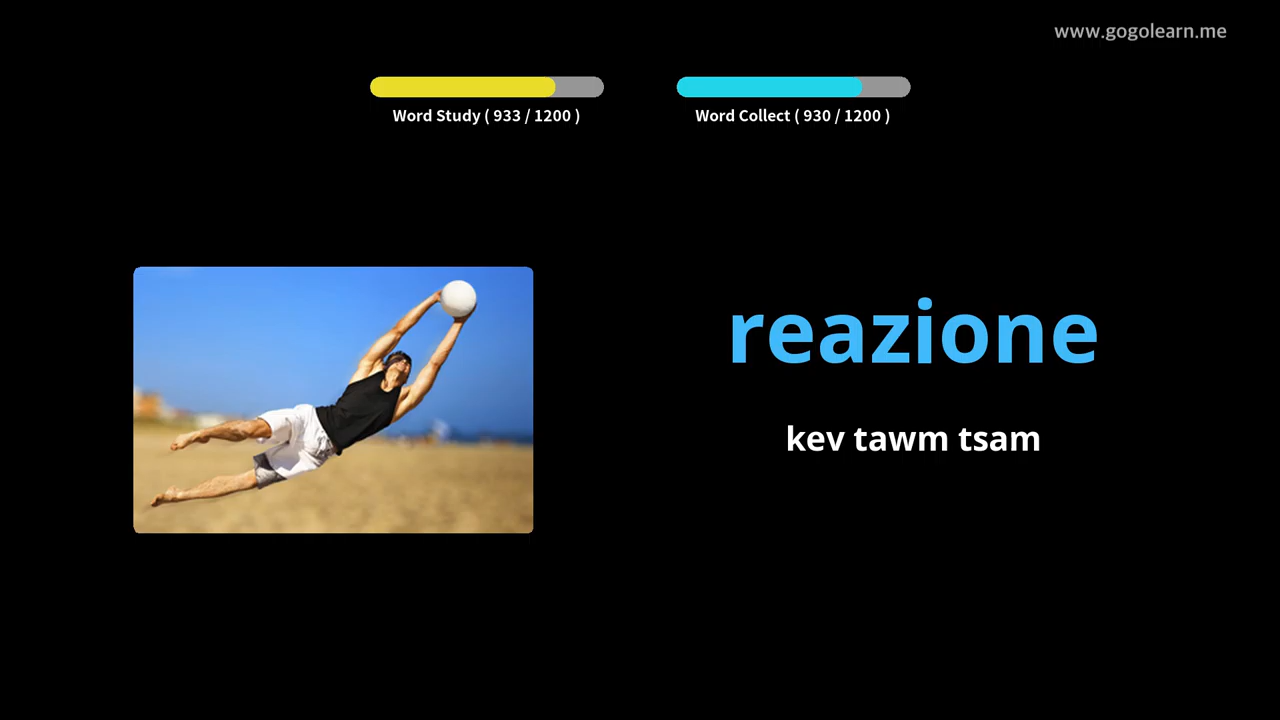 www.gogolearn.me
Word Study ( 933 / 1200 )
Word Collect ( 930 / 1200 )
reazione
kev tawm tsam